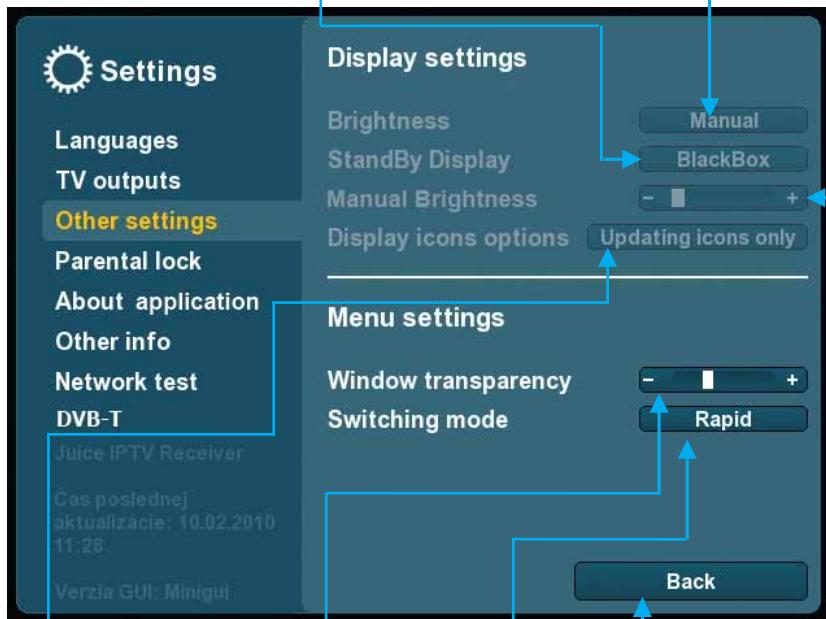 Settings
Languages
TV outputs
Other settings
Parental lock
About application
Other info
Network test
DVB-T
Juice IPTV Receiver
Čas poslednej
aktualizácie: 10.02.2010
11:28
Verzia GUI: Minigui
Display settings
Brightness Manual
StandBy Display BlackBox
Manual Brightness - +
Display icons options Updating icons only
Menu settings
Window transparency - +
Switching mode Rapid
Back